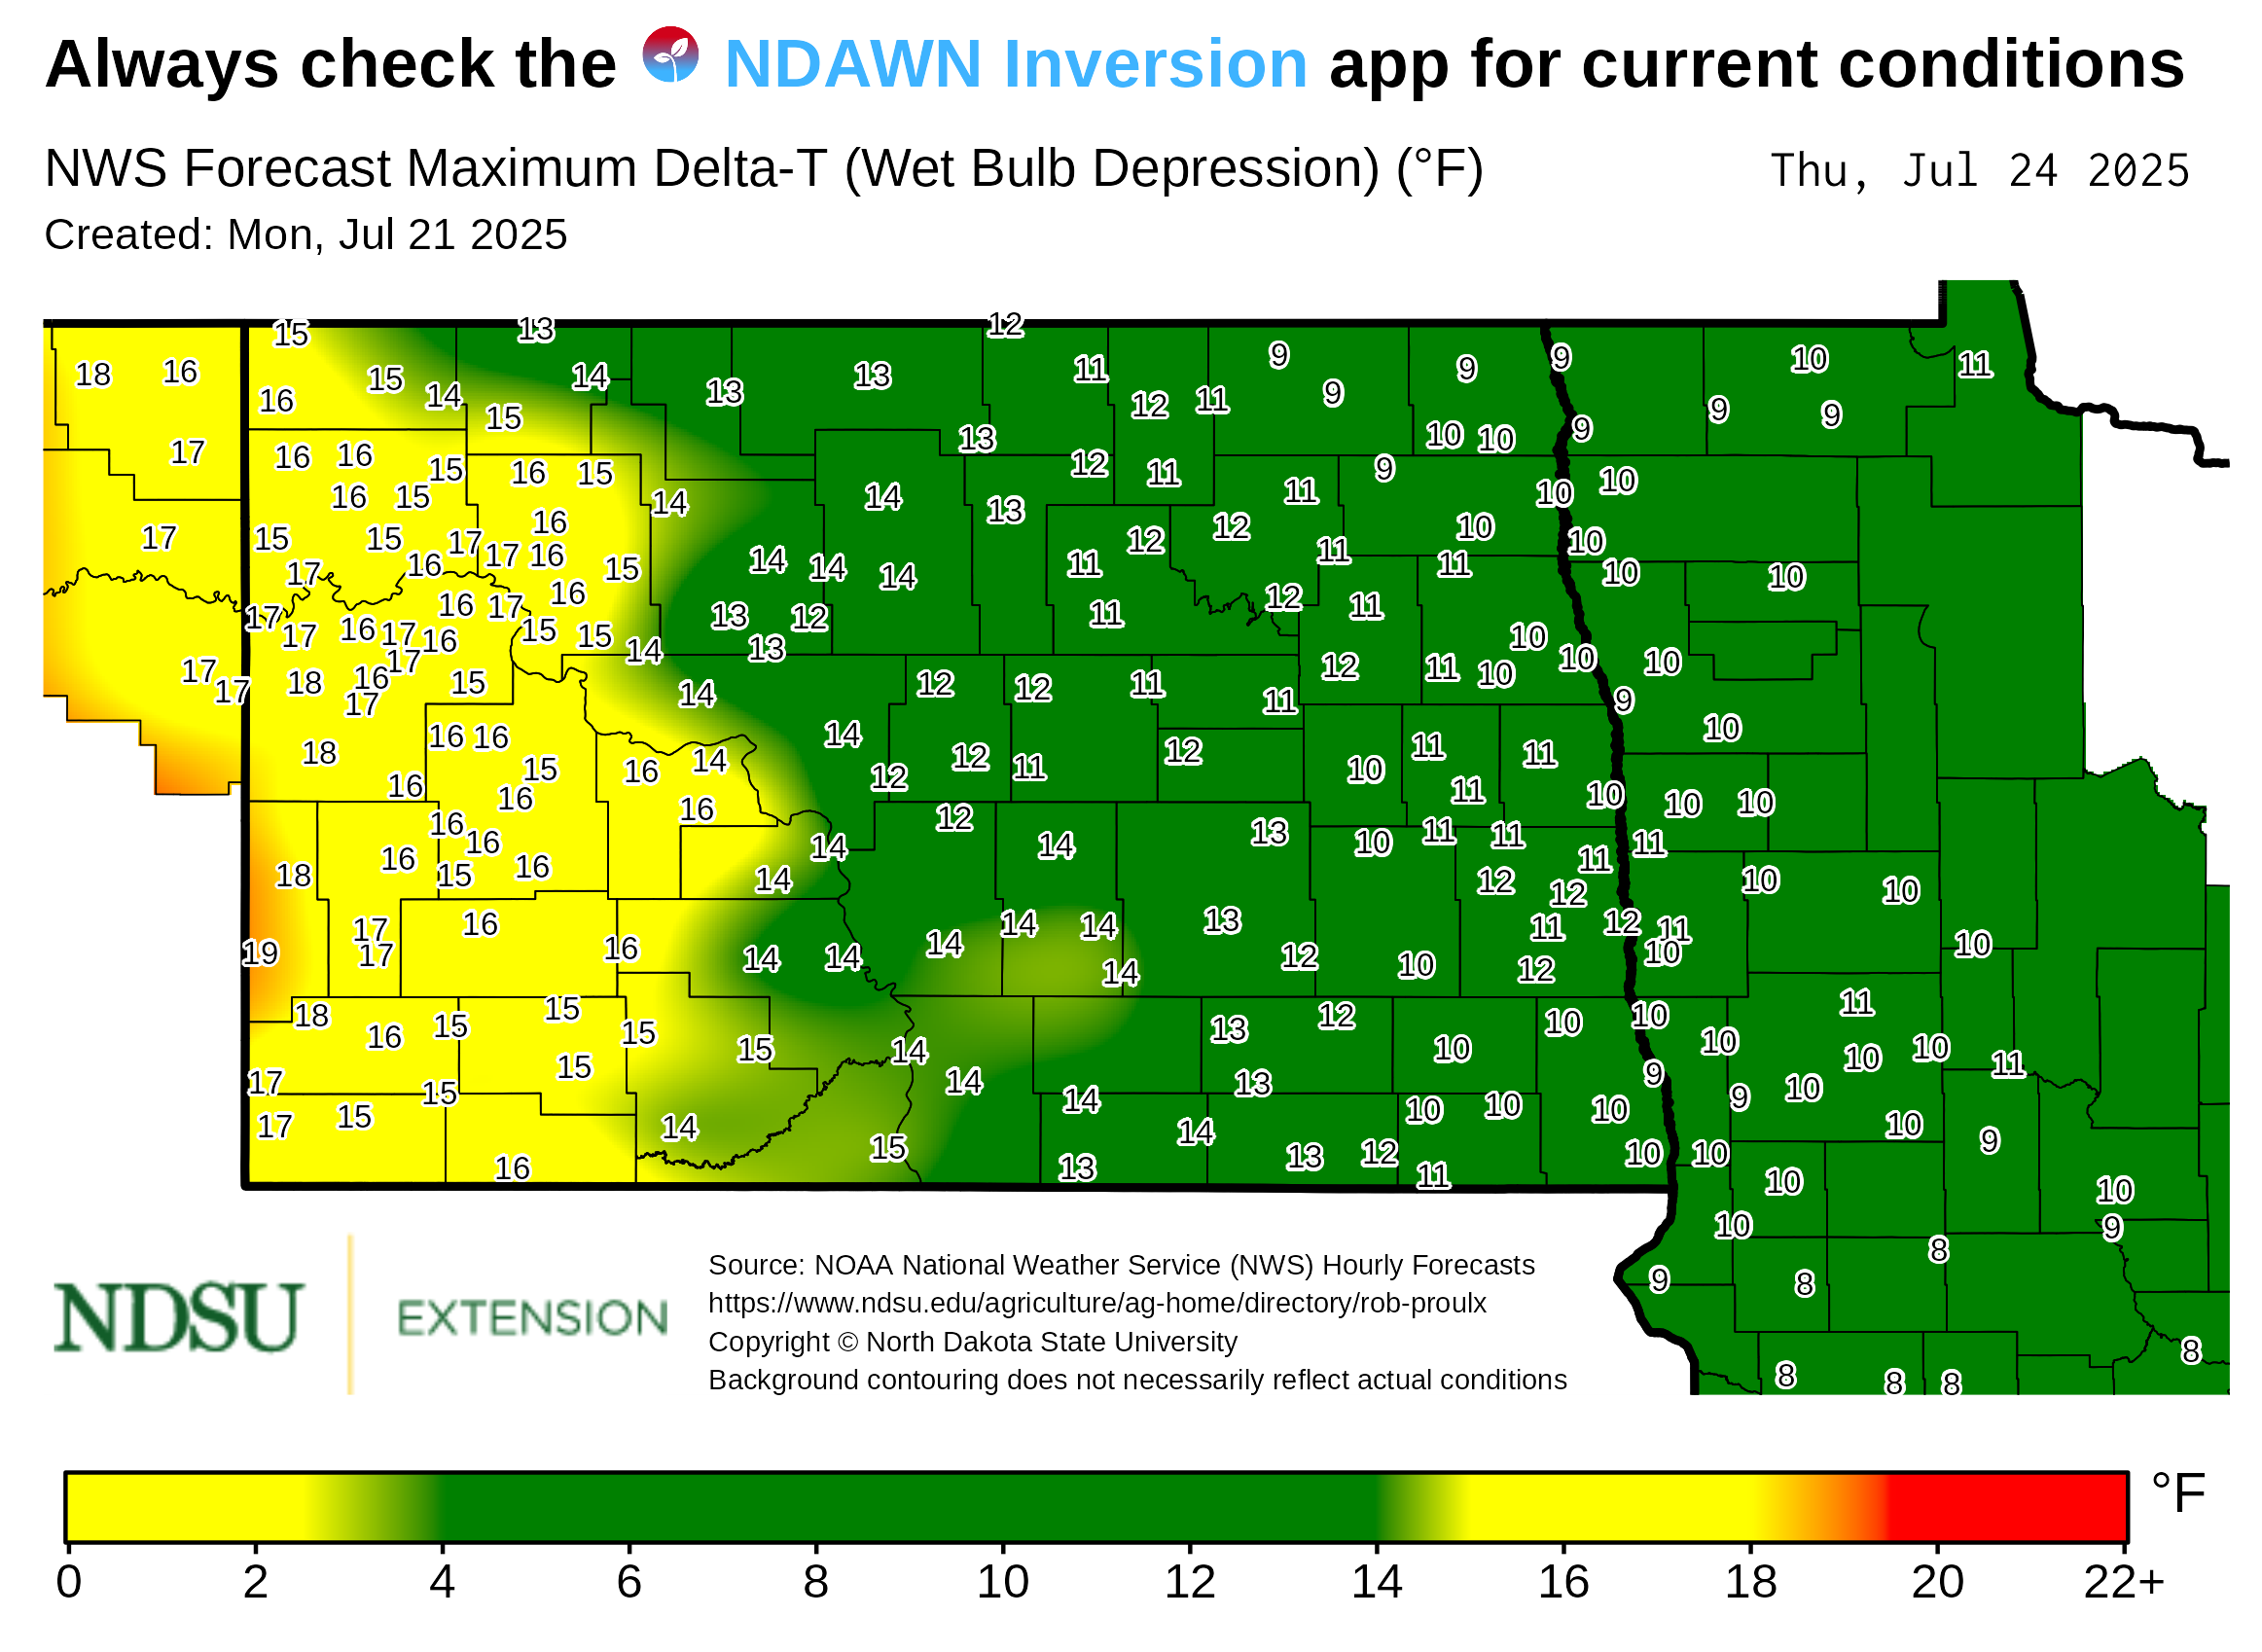 Always check the NDAWN Inversion app for current conditions
NWS Forecast Maximum Delta-T (Wet Bulb Depression) (°F)
Thu, Jul 24 2025
Created: Mon, Jul 21 2025
15 13 12
18 16 15 14 14 13 13 11 9 9 9 10 11
16 15 12 11 9 9 9
17 16 16 15 16 15 13 12 11 10 10 9 9
16 15 14 14 13 11 10 10
17 15 15 17 17 16 16 12 12 10 10
17 16 15 14 14 14 11 11 11 10 10
17 17 16 17 16 16 17 16 15 15 13 12 11 12 11 10
17 17 18 16 17 15 14 14 13 12 12 11 11 12 11 10 10 10 10
18 16 16 15 16 14 14 12 12 11 12 10 11 11 9 10
16 16 16 16 12 11 10 10 10
16 16 15 16 14 14 14 13 10 11 11 11 11
18 17 16 16 14 14 14 13 12 12 11 12 11 10 10
19 17 16 14 14 14 14 12 10 12 10 10
18 16 15 15 15 15 14 13 12 10 10 10 10 11
17 15 15 14 14 13 9 9 10 10 10 11
17 15 16 14 15 13 14 13 12 11 10 10 10 10 10 10 9
10 10 10 9
9 8 8
8 8 8 8
NDSU
EXTENSION
Source: NOAA National Weather Service (NWS) Hourly Forecasts
https://www.ndsu.edu/agriculture/ag-home/directory/rob-proulx
Copyright © North Dakota State University
Background contouring does not necessarily reflect actual conditions
°F
0 2 4 6 8 10 12 14 16 18 20 22+